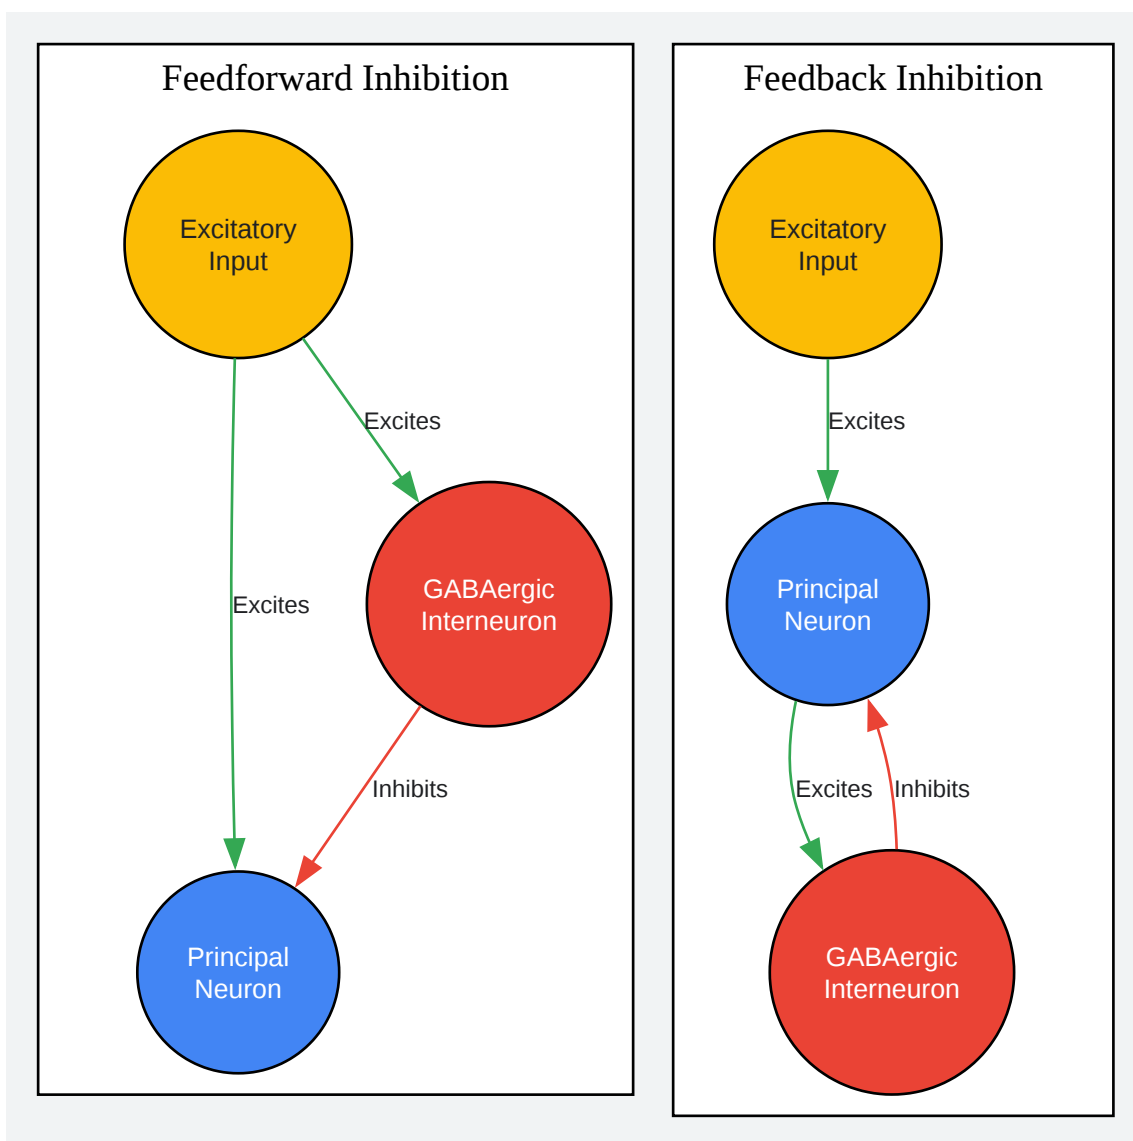 Feedforward Inhibition
Excitatory
Input
Excites
Excites
GABAergic
Interneuron
Inhibits
Principal
Neuron
Feedback Inhibition
Excitatory
Input
Excites
Principal
Neuron
Excites
Inhibits
GABAergic
Interneuron